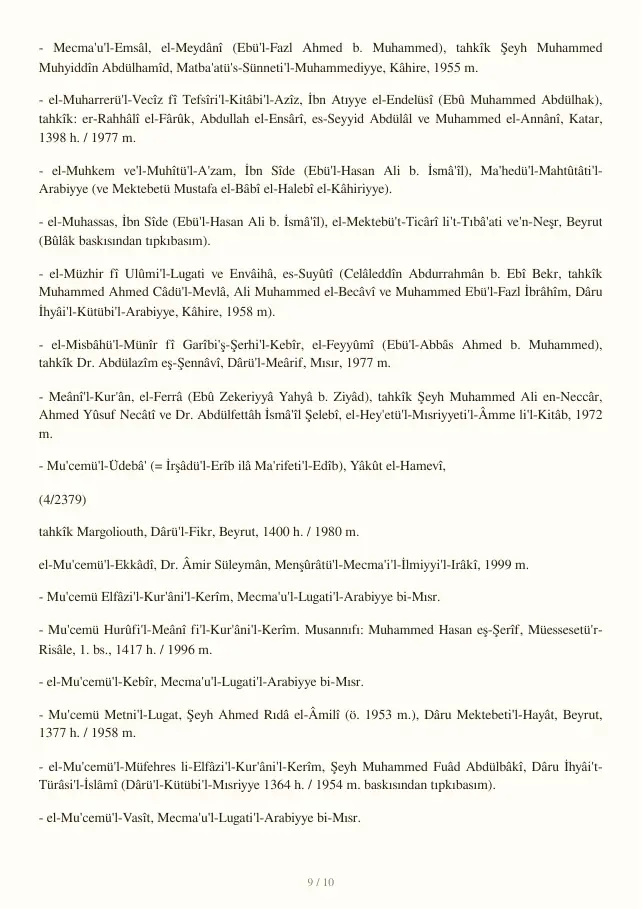 - Mecma'u'l-Emsâl, el-Meydânî (Ebü'l-Fazl Ahmed b. Muhammed), tahkîk Şeyh Muhammed
Muhyiddîn Abdülhamîd, Matba'atü's-Sünneti'l-Muhammediyye, Kâhire, 1955 m.
- el-Muharrerü'l-Vecîz fî Tefsîri'l-Kitâbi'l-Azîz, İbn Atıyye el-Endelüsî (Ebû Muhammed Abdülhak),
tahkîk: er-Rahhâlî el-Fârûk, Abdullah el-Ensârî, es-Seyyid Abdülâl ve Muhammed el-Annânî, Katar,
1398 h. / 1977 m.
- el-Muhkem ve'l-Muhîtü'l-A'zam, İbn Sîde (Ebü'l-Hasan Ali b. İsmâ'îl), Ma'hedü'l-Mahtûtâti'l-
Arabiyye (ve Mektebetü Mustafa el-Bâbî el-Halebî el-Kâhiriyye).
- el-Muhassas, İbn Sîde (Ebü'l-Hasan Ali b. İsmâ'îl), el-Mektebü't-Ticârî li't-Tıbâ'ati ve'n-Neşr, Beyrut
(Bûlâk baskısından tıpkıbasım).
- el-Müzhir fî Ulûmi'l-Lugati ve Envâihâ, es-Suyûtî (Celâleddîn Abdurrahmân b. Ebî Bekr, tahkîk
Muhammed Ahmed Câdü'l-Mevlâ, Ali Muhammed el-Becâvî ve Muhammed Ebü'l-Fazl İbrâhîm, Dâru
İhyâi'l-Kütübi'l-Arabiyye, Kâhire, 1958 m).
- el-Misbâhü'l-Münîr fî Garîbi'ş-Şerhi'l-Kebîr, el-Feyyûmî (Ebü'l-Abbâs Ahmed b. Muhammed),
tahkîk Dr. Abdülazîm eş-Şennâvî, Dârü'l-Meârif, Mısır, 1977 m.
- Meânî'l-Kur'ân, el-Ferrâ (Ebû Zekeriyyâ Yahyâ b. Ziyâd), tahkîk Şeyh Muhammed Ali en-Neccâr,
Ahmed Yûsuf Necâtî ve Dr. Abdülfettâh İsmâ'îl Şelebî, el-Hey'etü'l-Mısriyyeti'l-Âmme li'l-Kitâb, 1972
m.
- Mu'cemü'l-Üdebâ' (= İrşâdü'l-Erîb ilâ Ma'rifeti'l-Edîb), Yâkût el-Hamevî,
(4/2379)
tahkîk Margoliouth, Dârü'l-Fikr, Beyrut, 1400 h. / 1980 m.
el-Mu'cemü'l-Ekkâdî, Dr. Âmir Süleymân, Menşûrâtü'l-Mecma'i'l-İlmiyyi'l-Irâkî, 1999 m.
- Mu'cemü Elfâzi'l-Kur'âni'l-Kerîm, Mecma'u'l-Lugati'l-Arabiyye bi-Mısr.
- Mu'cemü Hurûfi'l-Meânî fi'l-Kur'âni'l-Kerîm. Musannıfı: Muhammed Hasan eş-Şerîf, Müessesetü'r-
Risâle, 1. bs., 1417 h. / 1996 m.
- el-Mu'cemü'l-Kebîr, Mecma'u'l-Lugati'l-Arabiyye bi-Mısr.
- Mu'cemü Metni'l-Lugat, Şeyh Ahmed Rıdâ el-Âmilî (ö. 1953 m.), Dâru Mektebeti'l-Hayât, Beyrut,
1377 h. / 1958 m.
- el-Mu'cemü'l-Müfehres li-Elfâzi'l-Kur'âni'l-Kerîm, Şeyh Muhammed Fuâd Abdülbâkî, Dâru İhyâi't-
Türâsi'l-İslâmî (Dârü'l-Kütübi'l-Mısriyye 1364 h. / 1954 m. baskısından tıpkıbasım).
- el-Mu'cemü'l-Vasît, Mecma'u'l-Lugati'l-Arabiyye bi-Mısr.
9 / 10